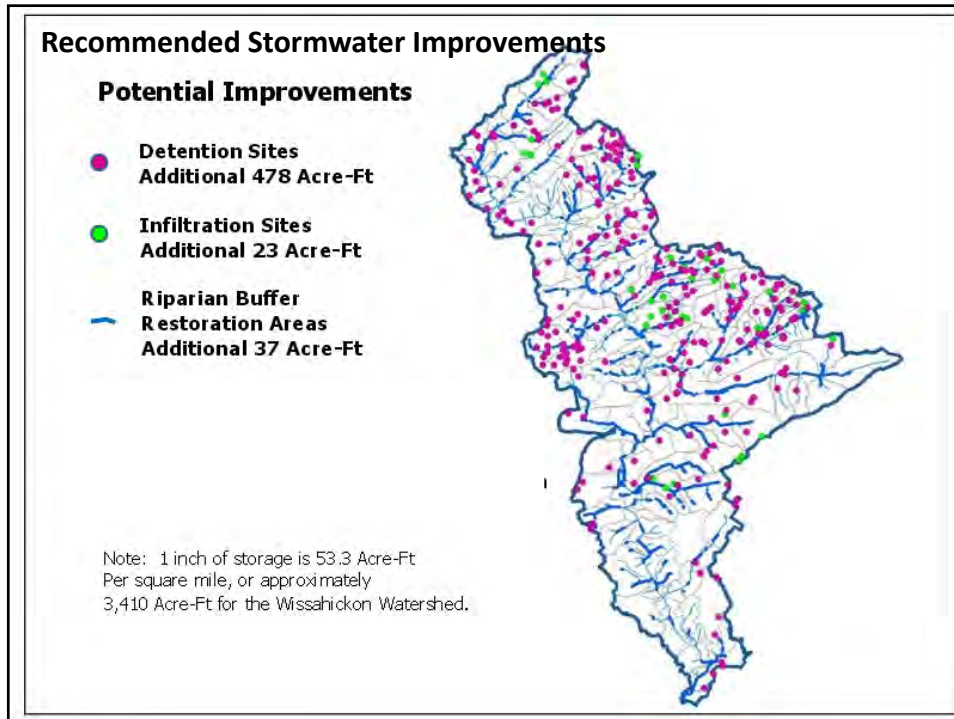 Recommended Stormwater Improvements
Potential Improvements
Detention Sites
Additional 478 Acre-Ft
Infiltration Sites
Additional 23 Acre-Ft
Riparian Buffer
Restoration Areas
Additional 37 Acre-Ft
Note: 1 inch of storage is 53.3 Acre-Ft
Per square mile, or approximately
3,410 Acre-Ft for the Wissahickon Watershed.